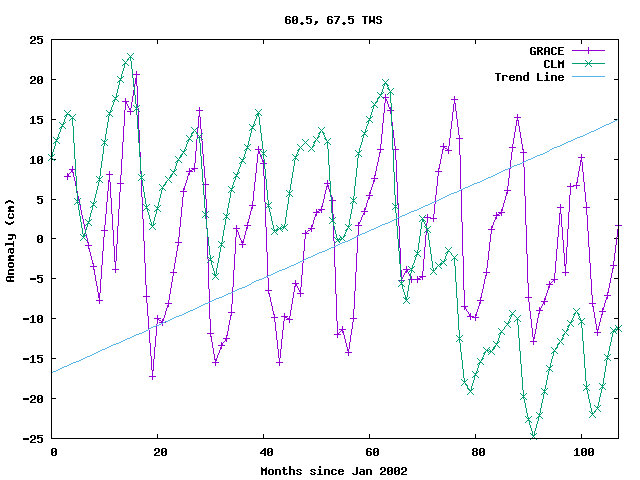 60.5, 67.5 TWS
GRACE
CLM
Trend Line
25
20
15
10
5
0
-5
-10
-15
-20
-25
Anomaly (cm)
0 20 40 60 80 100
Months since Jan 2002